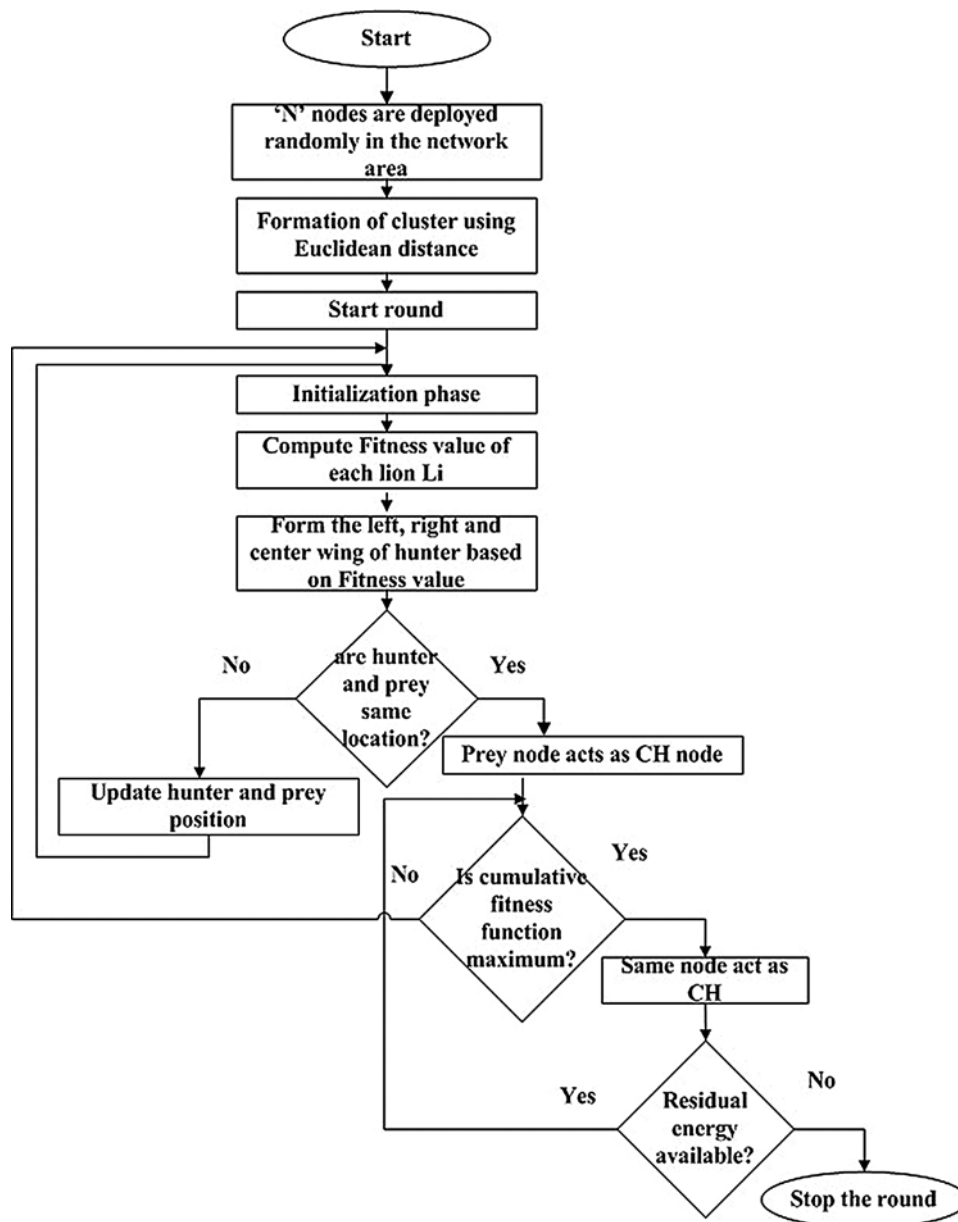 Start
‘N’ nodes are deployed
randomly in the network
area
Formation of cluster using
Euclidean distance
Start round
Initialization phase
Compute Fitness value of
each lion Li
Form the left, right and
center wing of hunter based
on Fitness value
No
are hunter
and prey
same
location?
Yes
Prey node acts as CH node
Update hunter and prey
position
No
Is cumulative
fitness
function
maximum?
Yes
Same node act as
CH
Yes
Residual
energy
available?
No
Stop the round